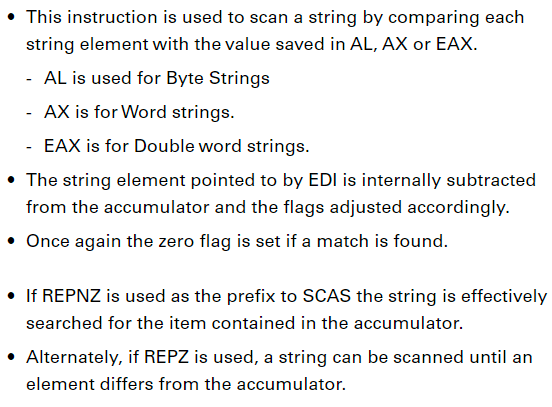 • This instruction is used to scan a string by comparing each
string element with the value saved in AL, AX or EAX.
- AL is used for Byte Strings
- AX is for Word strings.
- EAX is for Double word strings.
• The string element pointed to by EDI is internally subtracted
from the accumulator and the flags adjusted accordingly.
• Once again the zero flag is set if a match is found.
• If REPNZ is used as the prefix to SCAS the string is effectively
searched for the item contained in the accumulator.
• Alternately, if REPZ is used, a string can be scanned until an
element differs from the accumulator.